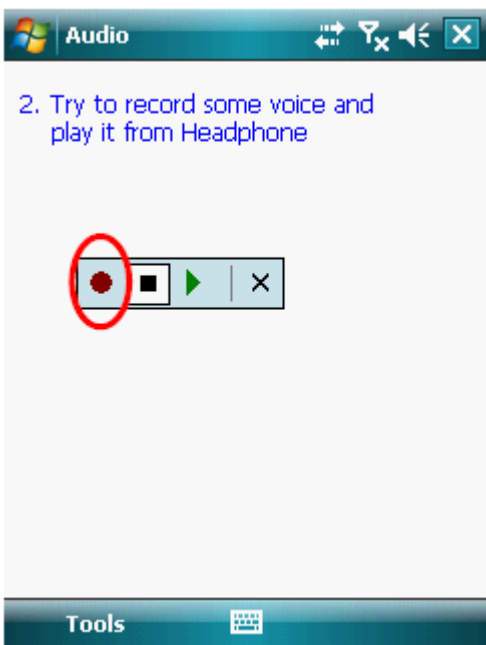 Audio
2. Try to record some voice and
play it from Headphone
Tools